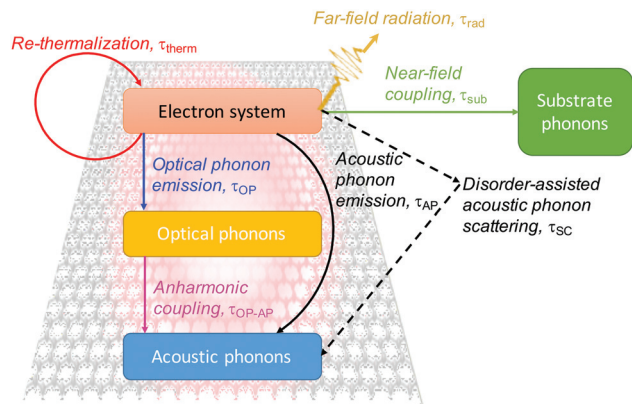 Far-field radiation, τrad
Re-thermalization, τtherm
Near-field
coupling, τsub
Electron system
Substrate
phonons
Optical phonon
emission, τOP
Acoustic
phonon
emission, τAP
Disorder-assisted
acoustic phonon
scattering, τSC
Optical phonons
Anharmonic
coupling, τOP-AP
Acoustic phonons